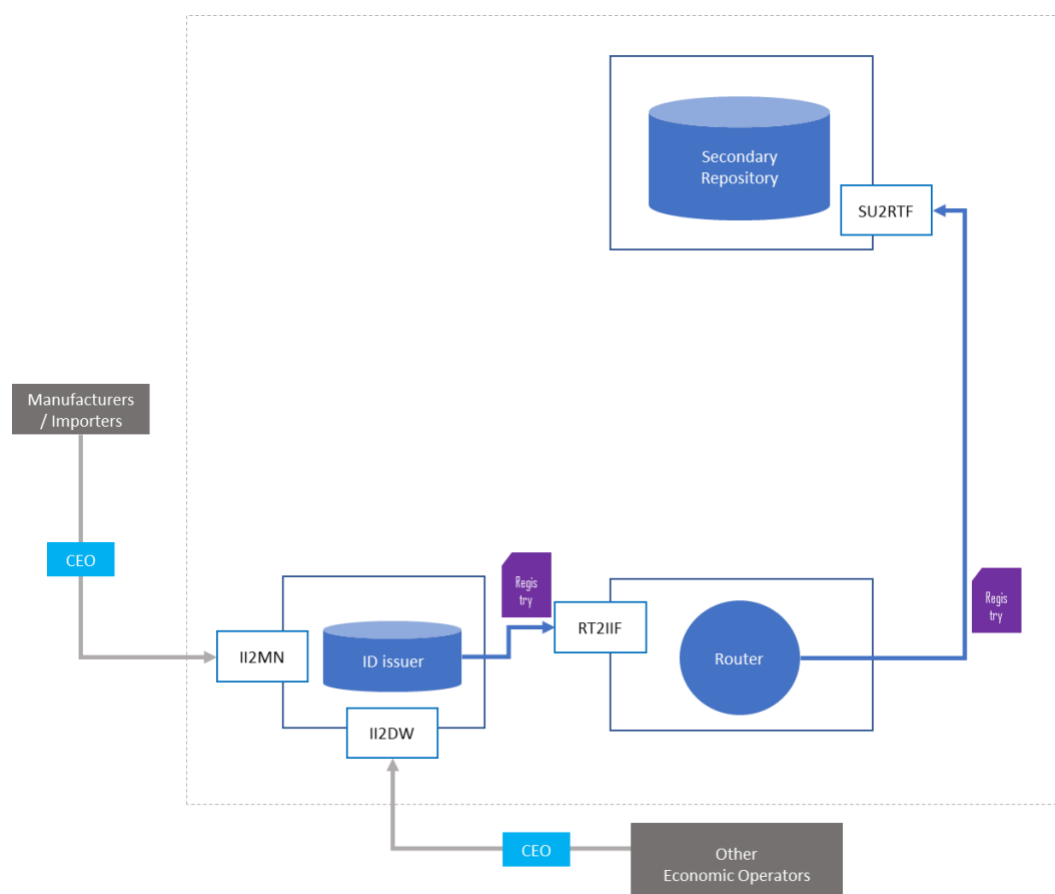 Secondary
Repository
SU2RTF
Manufacturers
/ Importers
CEO
Regis
try
Regis
try
II2MN
ID issuer
RT2IIF
Router
II2DW
CEO
Other
Economic Operators